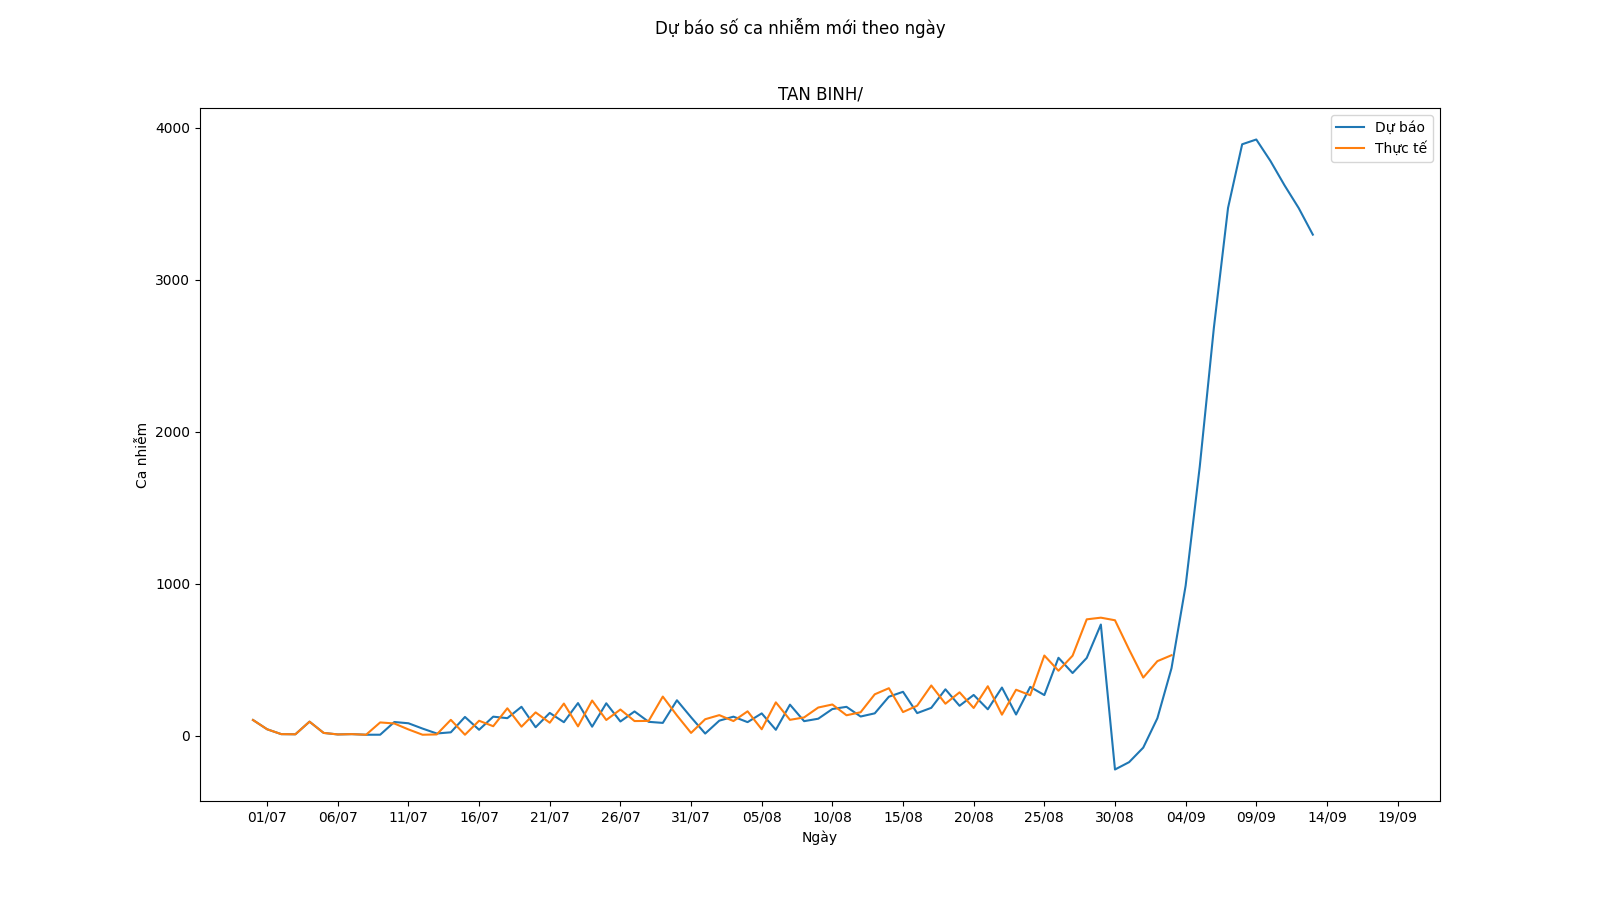 Dự báo số ca nhiễm mới theo ngày
TAN BINH/
Dự báo
Thực tế
4000
3000
2000
1000
0
Ca nhiễm
01/07 06/07 11/07 16/07 21/07 26/07 31/07 05/08 10/08 15/08 20/08 25/08 30/08 04/09 09/09 14/09 19/09
Ngày